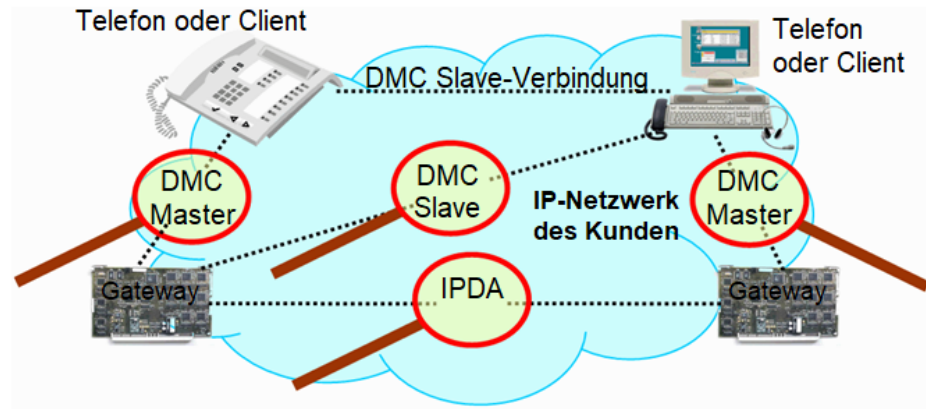 Telefon oder Client
Telefon
oder Client
DMC Slave-Verbindung
DMC
Master
DMC
Slave
IP-Netzwerk
des Kunden
DMC
Master
Gateway
IPDA
Gateway